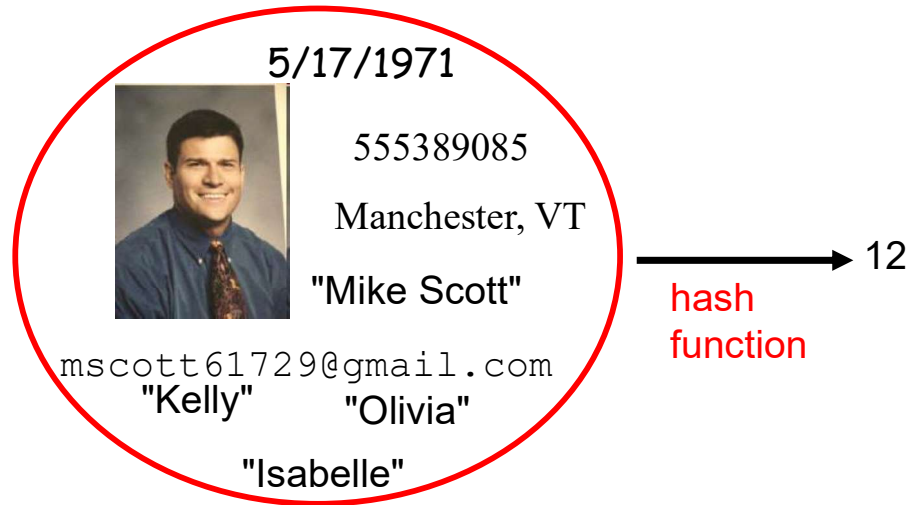 5/17/1971
555389085
Manchester, VT
"Mike Scott"
mscott61729@gmail.com
"Kelly"
"Olivia"
"Isabelle"
hash
function
12